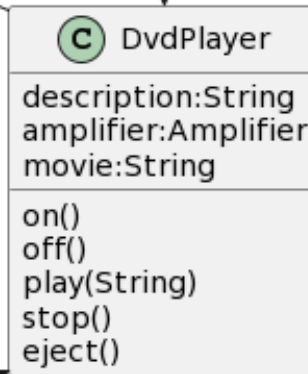 C DvdPlayer
description:String
amplifier:Amplifier
movie:String
on()
off()
play(String)
stop()
eject()